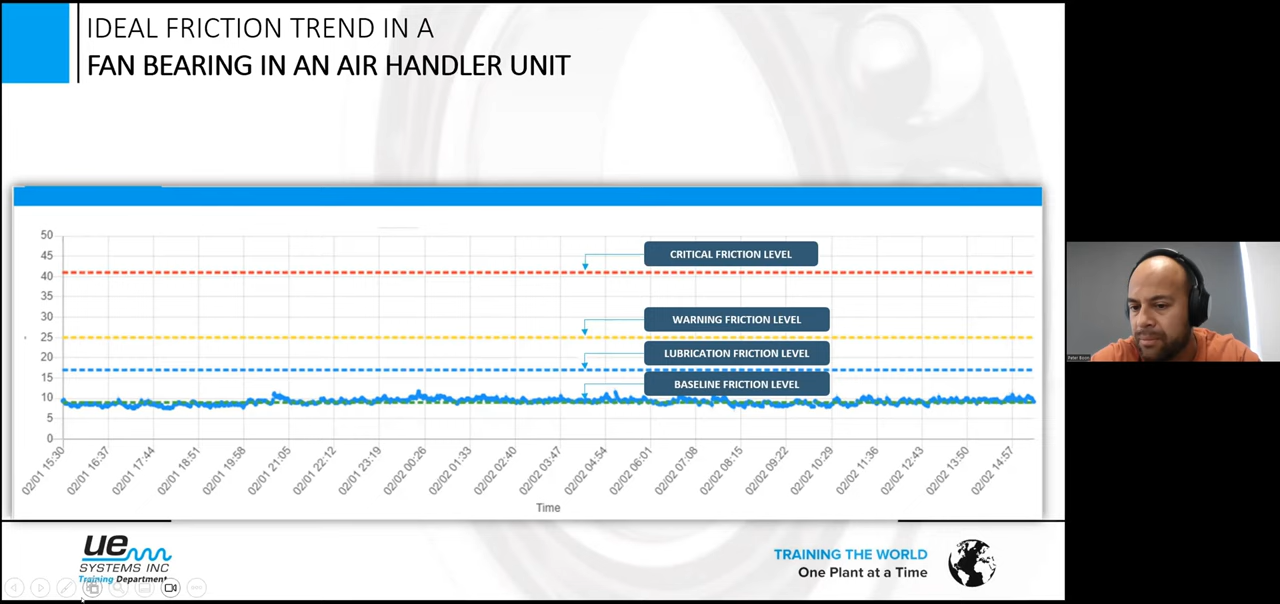 IDEAL FRICTION TREND IN A
FAN BEARING IN AN AIR HANDLER UNIT
50
45
40
35
30
25
20
15
10
5
0
CRITICAL FRICTION LEVEL
WARNING FRICTION LEVEL
LUBRICATION FRICTION LEVEL
BASELINE FRICTION LEVEL
02/01 15:30
02/01 16:37
02/01 17:44
02/01 18:51
02/01 19:58
02/01 21:05
02/01 22:12
02/01 23:19
02/02 00:26
02/02 01:33
02/02 02:40
02/02 03:47
02/02 04:54
02/02 06:01
02/02 07:08
02/02 08:15
02/02 09:22
02/02 10:29
02/02 11:36
02/02 12:43
02/02 13:50
02/02 14:57
Time
ue
SYSTEMS INC
Training Department
TRAINING THE WORLD
One Plant at a Time
Peter Boon